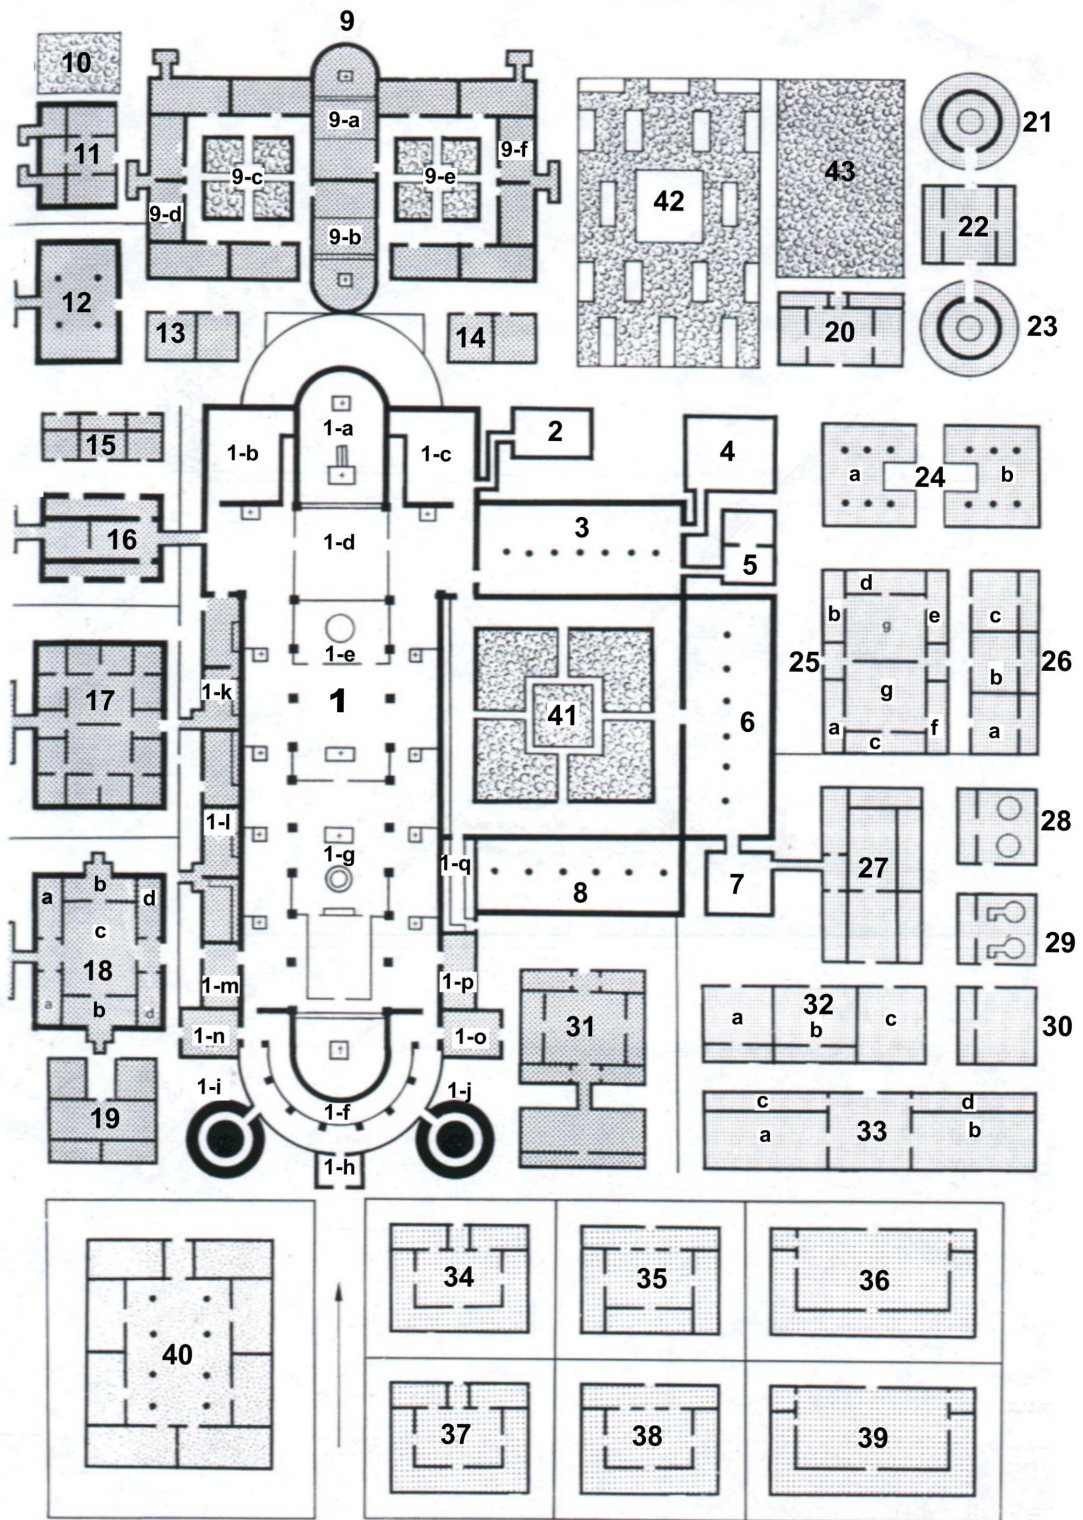 9
10
9-a
11
9-c
9-e
9-f
9-d
9-b
42
43
21
22
12
13
14
20
23
1-a
2
1-b
1-c
4
15
a
24
b
16
1-d
3
5
d
b
g
e
c
1-e
25
26
1-k
17
1
g
b
41
6
a
c
f
a
1-l
28
1-g
1-q
27
7
8
b
a
d
c
29
18
1-m
1-p
a
b
d
32
a
b
c
30
31
1-n
1-o
1-i
1-j
c
d
19
1-f
33
a
b
1-h
34
35
36
40
37
38
39